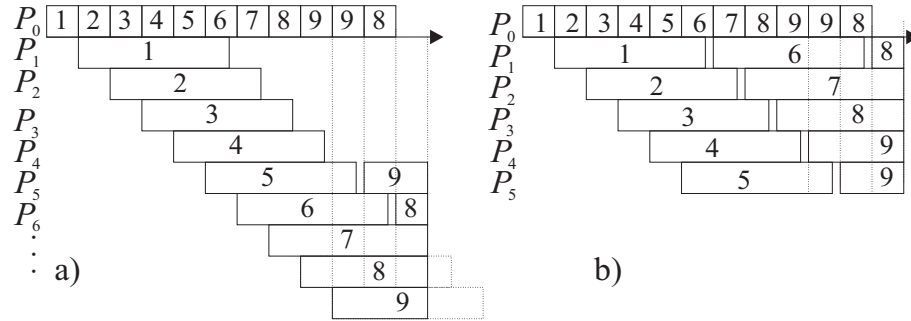 P0 1 2 3 4 5 6 7 8 9 9 8
P1 1
P2 2
P3 3
P4 4
P5 5 9
P6 6 8
. 7
. 8
. 9
a)
P0 1 2 3 4 5 6 7 8 9 9 8
P1 1 6 8
P2 2 7
P3 3 8
P4 4 9
P5 5 9
b)